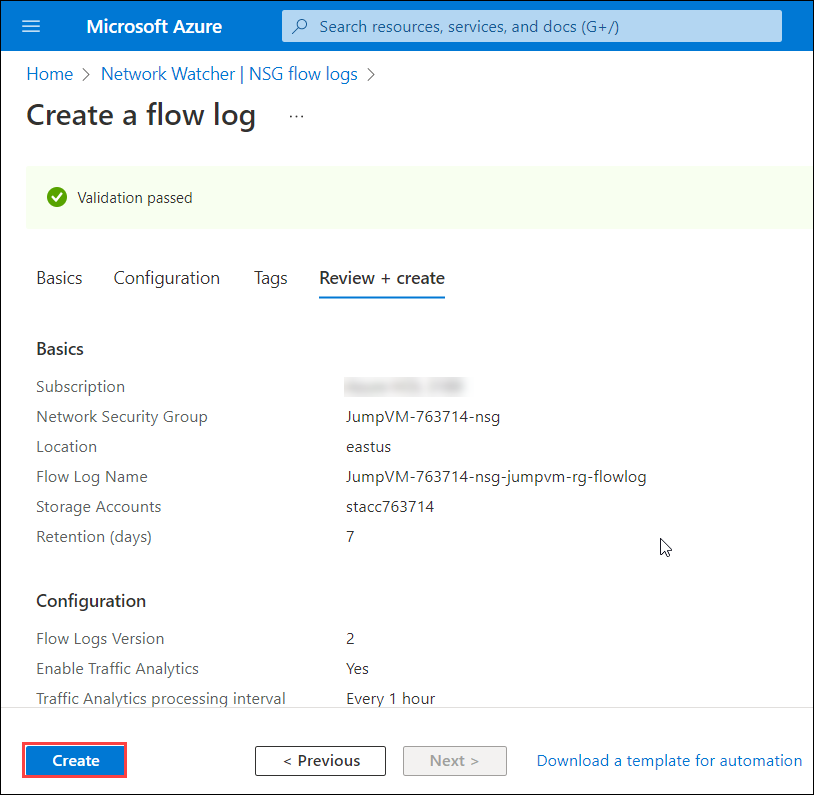 Microsoft Azure
Search resources, services, and docs (G+/)
Home > Network Watcher | NSG flow logs >
Create a flow log ...
Validation passed
Basics Configuration Tags Review + create
Basics
Subscription
Network Security Group JumpVM-763714-nsg
Location eastus
Flow Log Name JumpVM-763714-nsg-jumpvm-rg-flowlog
Storage Accounts stacc763714
Retention (days) 7
Configuration
Flow Logs Version 2
Enable Traffic Analytics Yes
Traffic Analytics processing interval Every 1 hour
Create < Previous Next > Download a template for automation